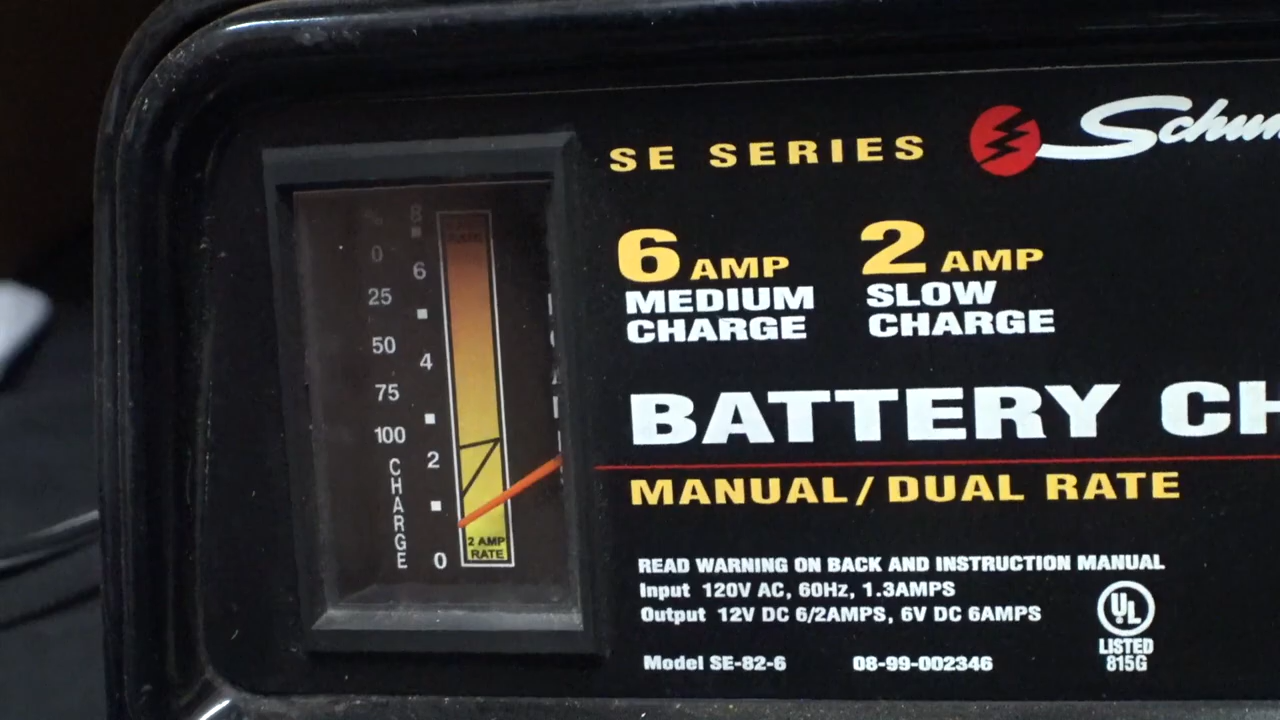 SE SERIES
6 AMP
MEDIUM
CHARGE
2 AMP
SLOW
CHARGE
BATTERY
MANUAL/DUAL RATE
READ WARNING ON BACK AND INSTRUCTION MANUAL
Input 120V AC, 60Hz, 1.3AMPS
Output 12V DC 6/2AMPS, 6V DC 6AMPS
Model SE-82-6 08-99-002346
UL
LISTED
815G
%
0
25
50
75
100
CHARGE
8
6
4
2
0
2 AMP
RATE